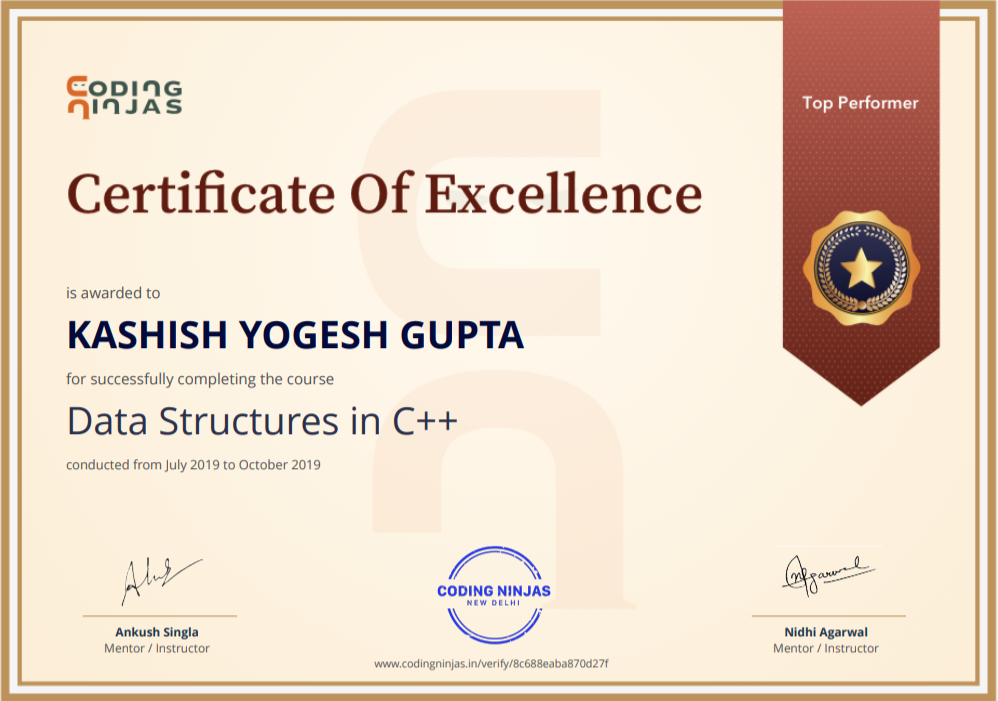 CODING
NINJAS
Top Performer
Certificate Of Excellence
is awarded to
KASHISH YOGESH GUPTA
for successfully completing the course
Data Structures in C++
conducted from July 2019 to October 2019
Agarwal
CODING NINJAS
NEW DELHI
Ankush Singla
Mentor / Instructor
Nidhi Agarwal
Mentor / Instructor
www.codingninjas.in/verify/8c688eaba870d27f